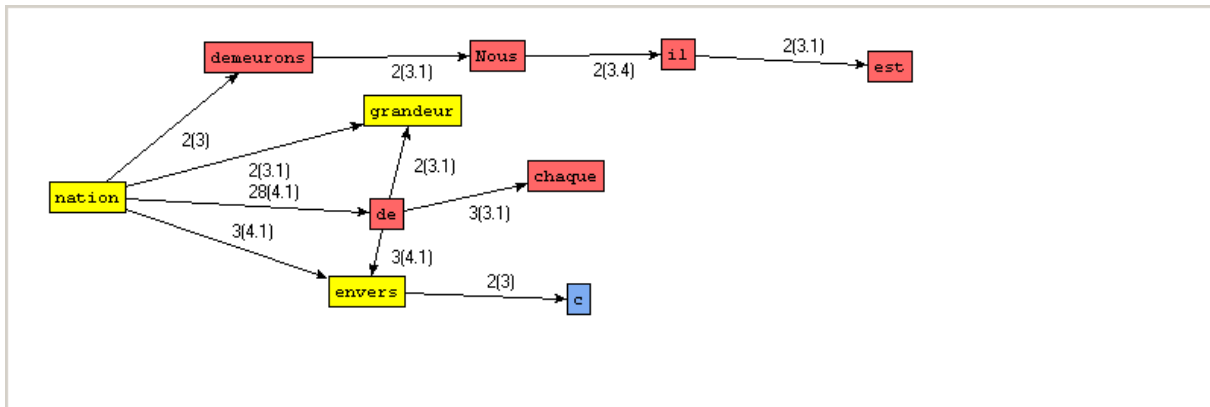 demeurons
2(3.1)
Nous
2(3.4)
il
2(3.1)
est
grandeur
2(3)
2(3.1)
2(3.1)
chaque
nation
28(4.1)
de
3(3.1)
3(4.1)
3(4.1)
envers
2(3)
c